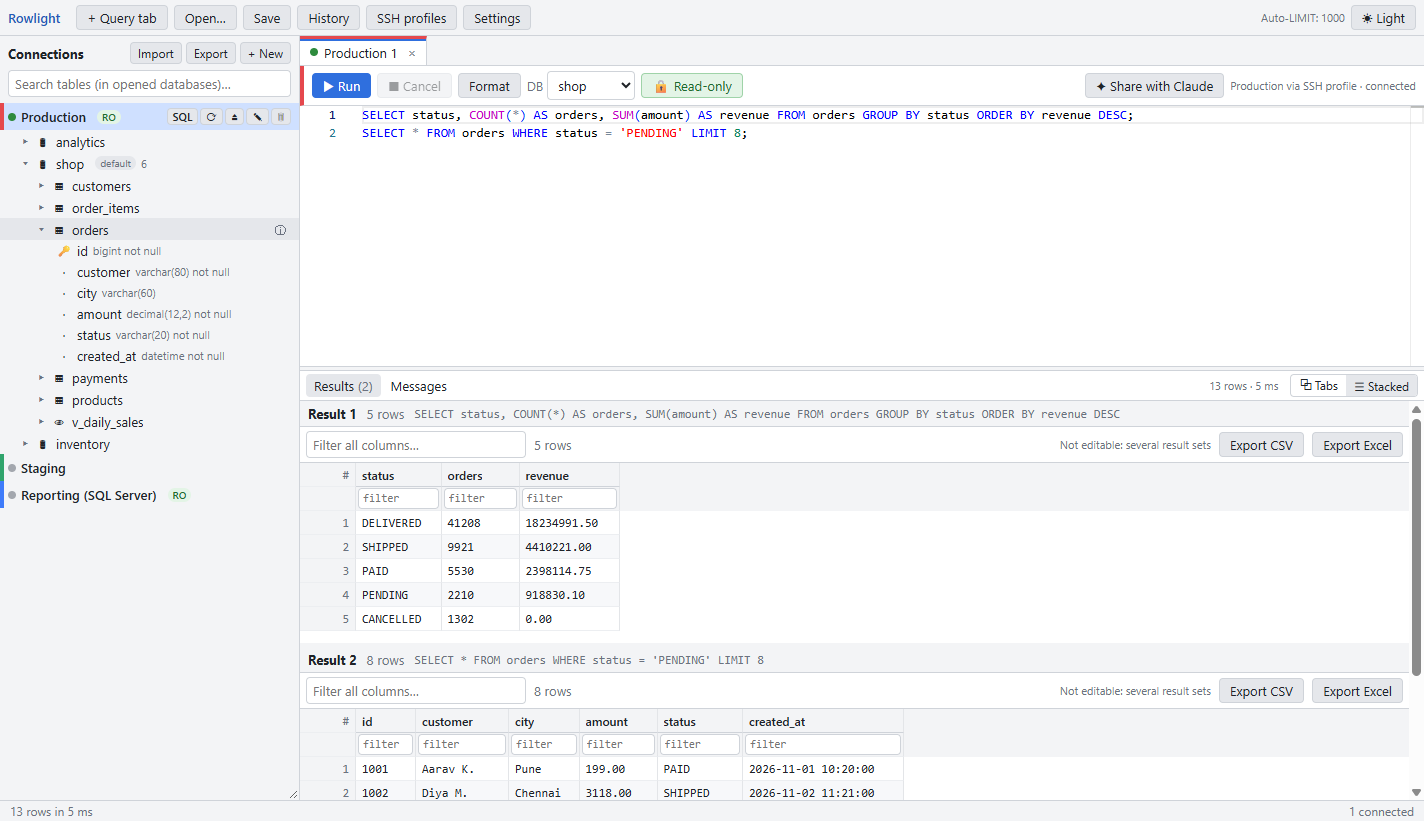 Rowlight + Query tab Open... Save History SSH profiles Settings Auto-LIMIT: 1000 ☀ Light
Connections Import Export + New
Search tables (in opened databases)...
Production RO SQL
analytics
shop default 6
customers
order_items
orders
id bigint not null
customer varchar(80) not null
city varchar(60)
amount decimal(12,2) not null
status varchar(20) not null
created_at datetime not null
payments
products
v_daily_sales
inventory
Staging
Reporting (SQL Server) RO
Production 1 ×
▶ Run ■ Cancel Format DB shop 🔒 Read-only ✦ Share with Claude Production via SSH profile · connected
1 SELECT status, COUNT(*) AS orders, SUM(amount) AS revenue FROM orders GROUP BY status ORDER BY revenue DESC;
2 SELECT * FROM orders WHERE status = 'PENDING' LIMIT 8;
Results (2) Messages 13 rows · 5 ms Tabs Stacked
Result 1 5 rows SELECT status, COUNT(*) AS orders, SUM(amount) AS revenue FROM orders GROUP BY status ORDER BY revenue DESC
Filter all columns... 5 rows Not editable: several result sets Export CSV Export Excel
# status orders revenue
filter filter filter
1 DELIVERED 41208 18234991.50
2 SHIPPED 9921 4410221.00
3 PAID 5530 2398114.75
4 PENDING 2210 918830.10
5 CANCELLED 1302 0.00
Result 2 8 rows SELECT * FROM orders WHERE status = 'PENDING' LIMIT 8
Filter all columns... 8 rows Not editable: several result sets Export CSV Export Excel
# id customer city amount status created_at
filter filter filter filter filter filter
1 1001 Aarav K. Pune 199.00 PAID 2026-11-01 10:20:00
2 1002 Diya M. Chennai 3118.00 SHIPPED 2026-11-02 11:21:00
13 rows in 5 ms 1 connected